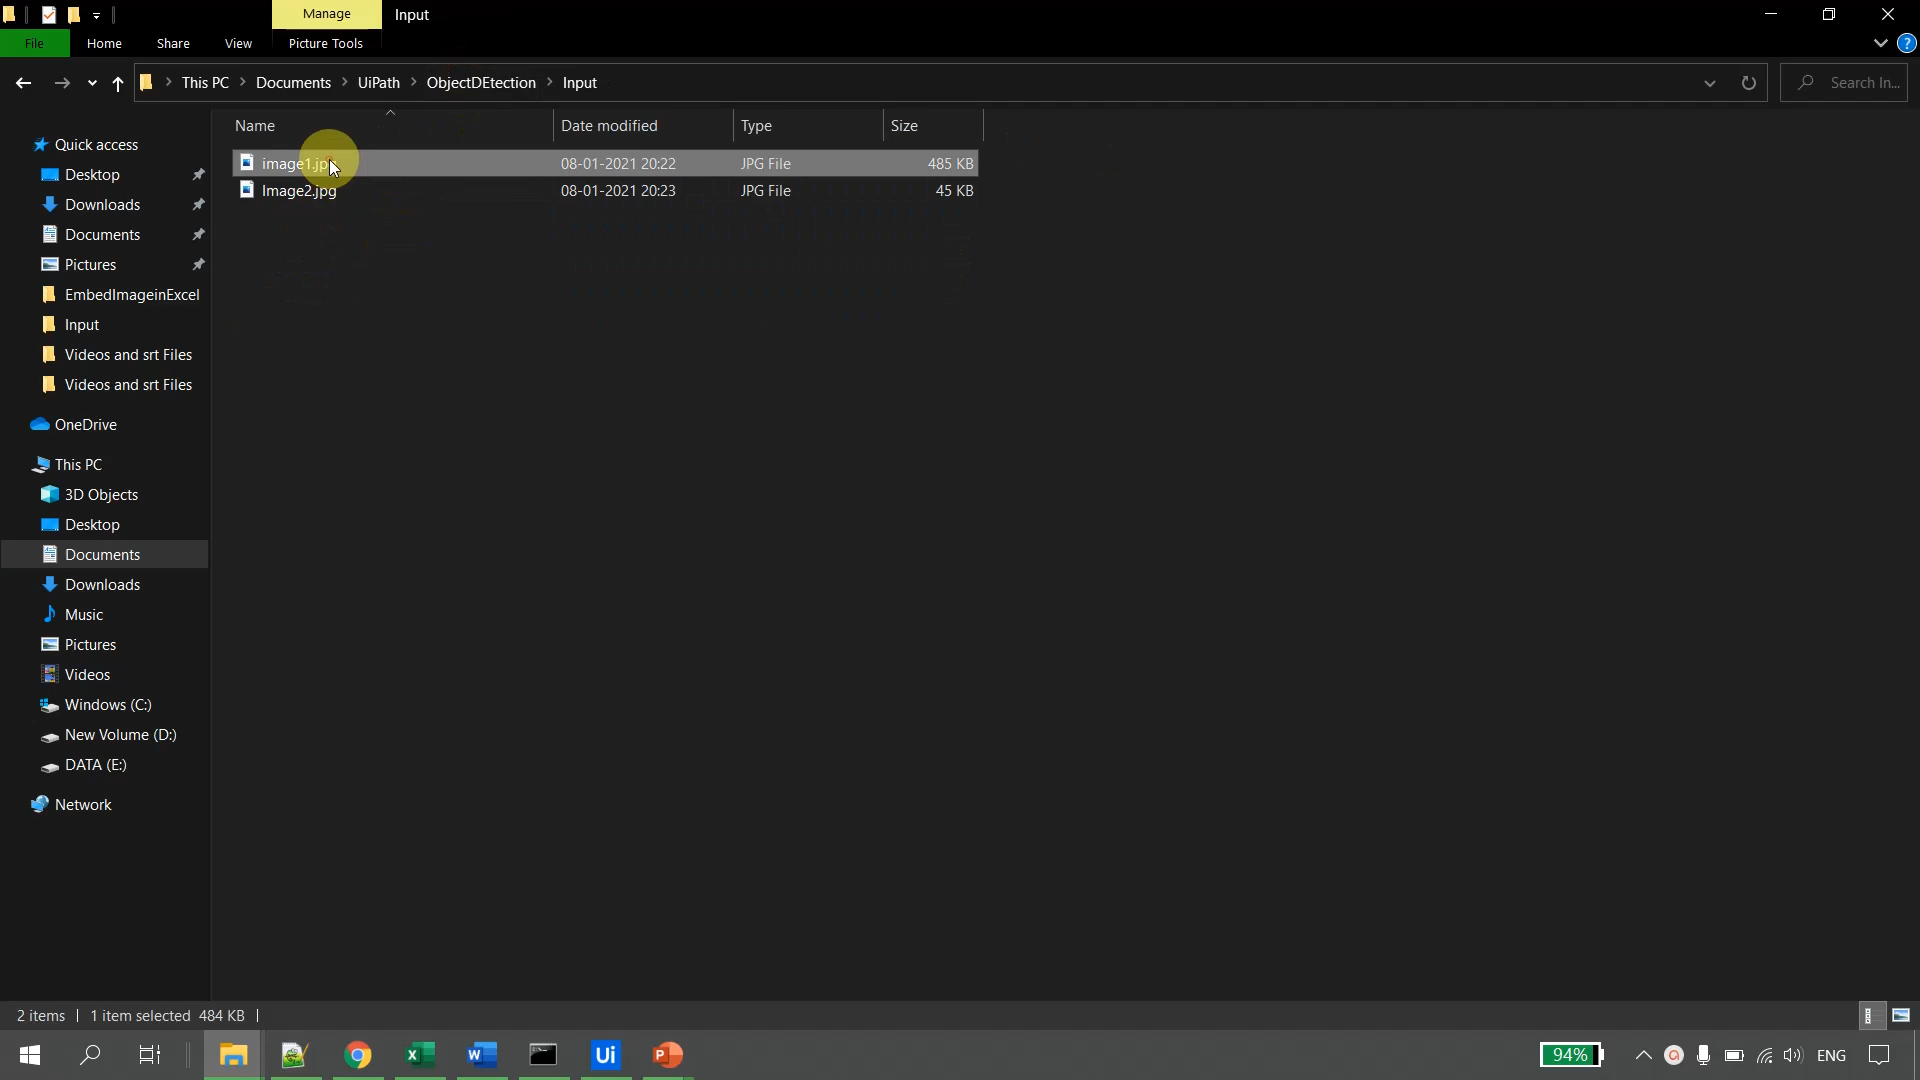 Manage
Input
File
Home
Share
View
Picture Tools
This PC
Documents
UiPath
ObjectDEtection
Input
Search In...
Name
Date modified
Type
Size
image1.jpg
08-01-2021 20:22
JPG File
485 KB
Image2.jpg
08-01-2021 20:23
JPG File
45 KB
Quick access
Desktop
Downloads
Documents
Pictures
EmbedImageinExcel
Input
Videos and srt Files
Videos and srt Files
OneDrive
This PC
3D Objects
Desktop
Documents
Downloads
Music
Pictures
Videos
Windows (C:)
New Volume (D:)
DATA (E:)
Network
2 items
1 item selected 484 KB
Ui
94%
ENG